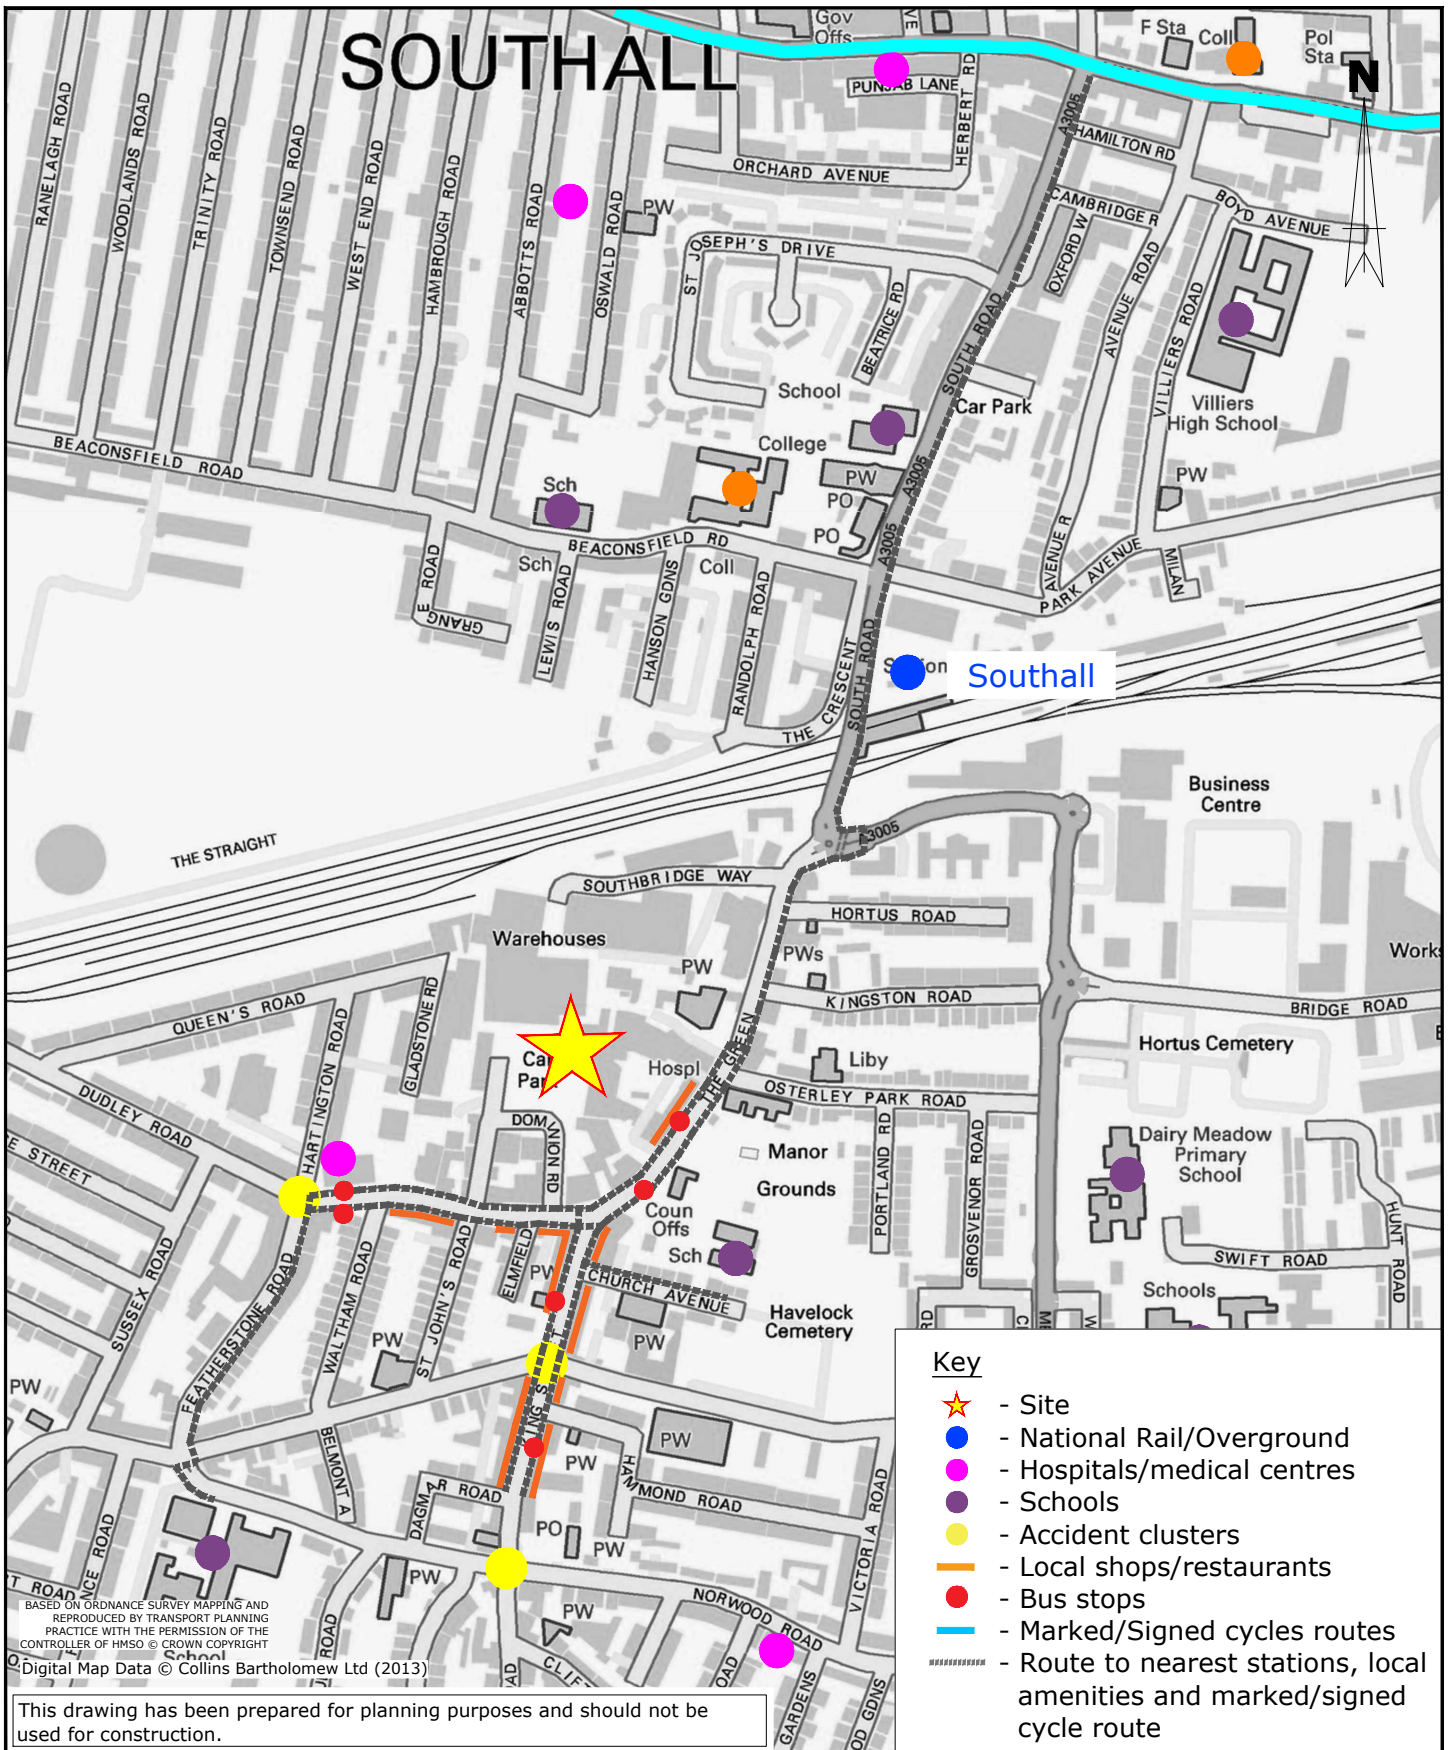 SOUTHALL
Gov
Offs
F Sta
Coll
Pol
Sta
N
PUNJAB LANE
HERBERT RD
A3005
HAMILTON RD
ORCHARD AVENUE
RANELAGH ROAD
WOODLANDS ROAD
TRINITY ROAD
TOWNSEND ROAD
WEST END ROAD
HAMBROUGH ROAD
ABBOTTS ROAD
OSWALD ROAD
PW
CAMBRIDGE R
BOYD AVENUE
OXFORD W
AVENUE ROAD
VILLIERS ROAD
ST JOSEPH'S DRIVE
BEATRICE RD
SOUTH ROAD
School
Car Park
Villiers
High School
College
PW
PO
A3005
PW
BEACONSFIELD ROAD
Sch
PO
A3005
BEACONSFIELD RD
Sch
Coll
AVENUE R
PARK AVENUE
MILAN
GRANGE ROAD
LEWIS ROAD
HANSON GDNS
RANDOLPH ROAD
THE CRESCENT
SOUTH ROAD
Southall
Business
Centre
THE STRAIGHT
A3005
SOUTHBRIDGE WAY
HORTUS ROAD
Warehouses
PWs
PW
KINGSTON ROAD
BRIDGE ROAD
QUEEN'S ROAD
GLADSTONE RD
HARTINGTON ROAD
THE GREEN
Liby
Hortus Cemetery
Hospl
OSTERLEY PARK ROAD
DUDLEY ROAD
DOMINION RD
Manor
Grounds
PORTLAND RD
GROSVENOR ROAD
Dairy Meadow
Primary
School
HUNT ROAD
Coun
Offs
Sch
SWIFT ROAD
SUSSEX ROAD
FEATHERSTONE ROAD
WALTHAM ROAD
ST JOHN'S ROAD
ELMFIELD
CHURCH AVENUE
Havelock
Cemetery
Schools
PW
PW
PW
PW
BELMONT A
PW
HAMMOND ROAD
DAGMAR ROAD
PO
PW
VICTORIA ROAD
NORWOOD ROAD
PW
PW
GARDENS
Key
- Site
- National Rail/Overground
- Hospitals/medical centres
- Schools
- Accident clusters
- Local shops/restaurants
- Bus stops
- Marked/Signed cycles routes
- Route to nearest stations, local
amenities and marked/signed
cycle route
BASED ON ORDNANCE SURVEY MAPPING AND
REPRODUCED BY TRANSPORT PLANNING
PRACTICE WITH THE PERMISSION OF THE
CONTROLLER OF HMSO © CROWN COPYRIGHT
Digital Map Data © Collins Bartholomew Ltd (2013)
This drawing has been prepared for planning purposes and should not be
used for construction.